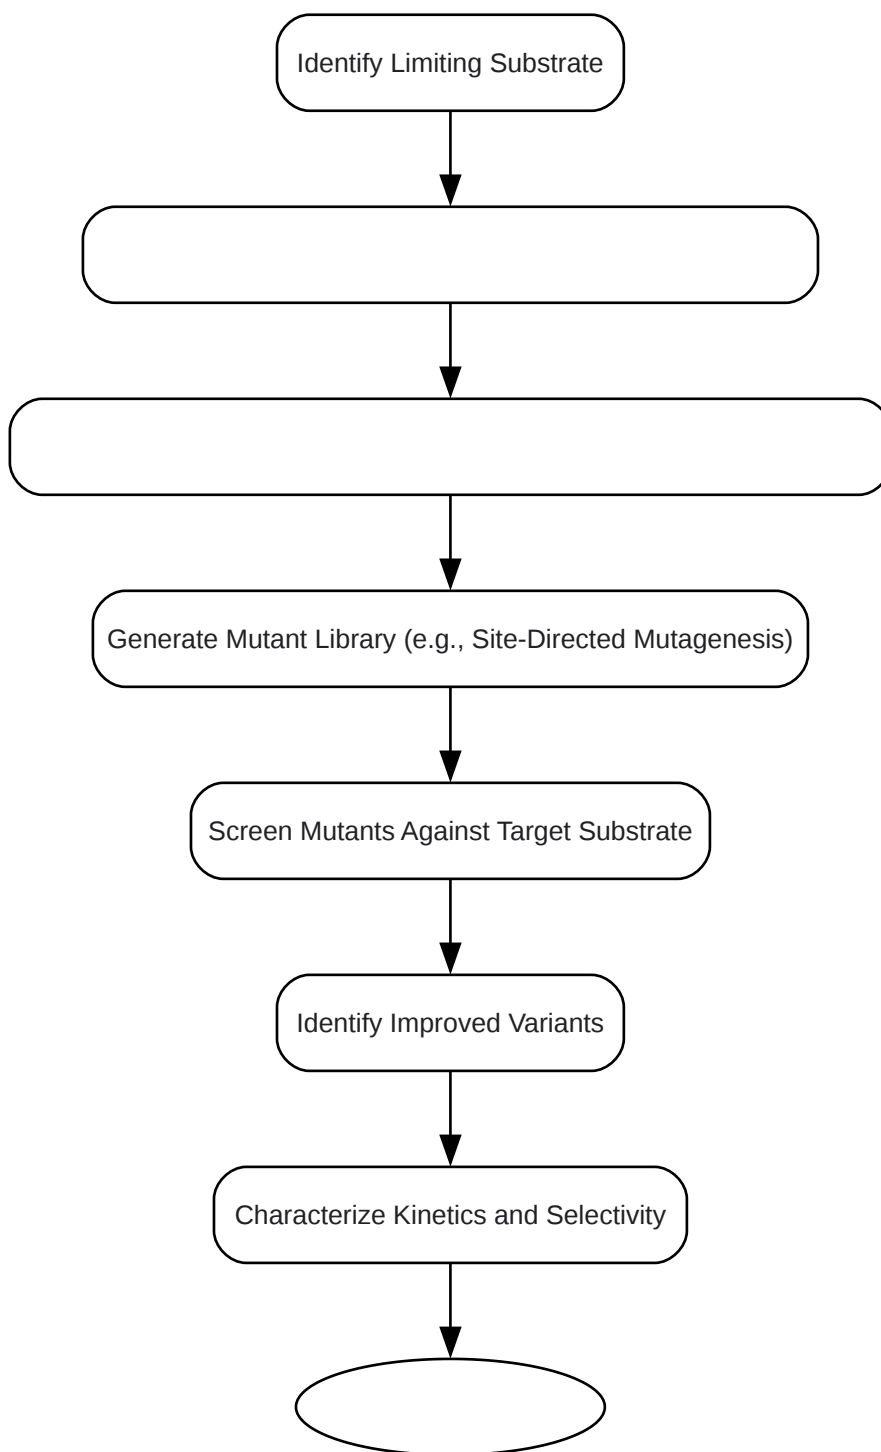 Identify Limiting Substrate
Generate Mutant Library (e.g., Site-Directed Mutagenesis)
Screen Mutants Against Target Substrate
Identify Improved Variants
Characterize Kinetics and Selectivity